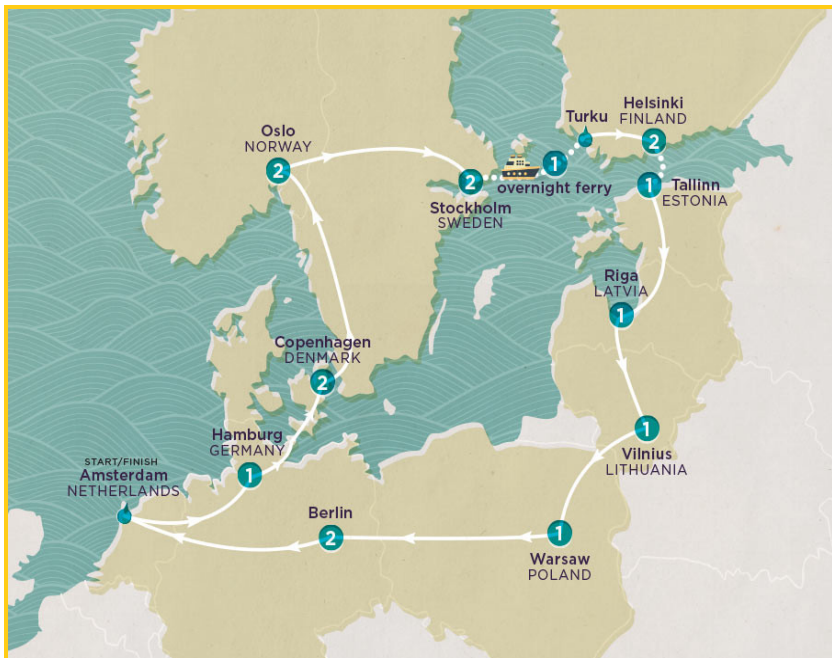 Oslo
NORWAY
2
Turku
Helsinki
FINLAND
2
1
overnight ferry
2
Stockholm
SWEDEN
1
Tallinn
ESTONIA
Riga
LATVIA
1
Copenhagen
DENMARK
2
Hamburg
GERMANY
1
1
Vilnius
LITHUANIA
START/FINISH
Amsterdam
NETHERLANDS
Berlin
2
1
Warsaw
POLAND